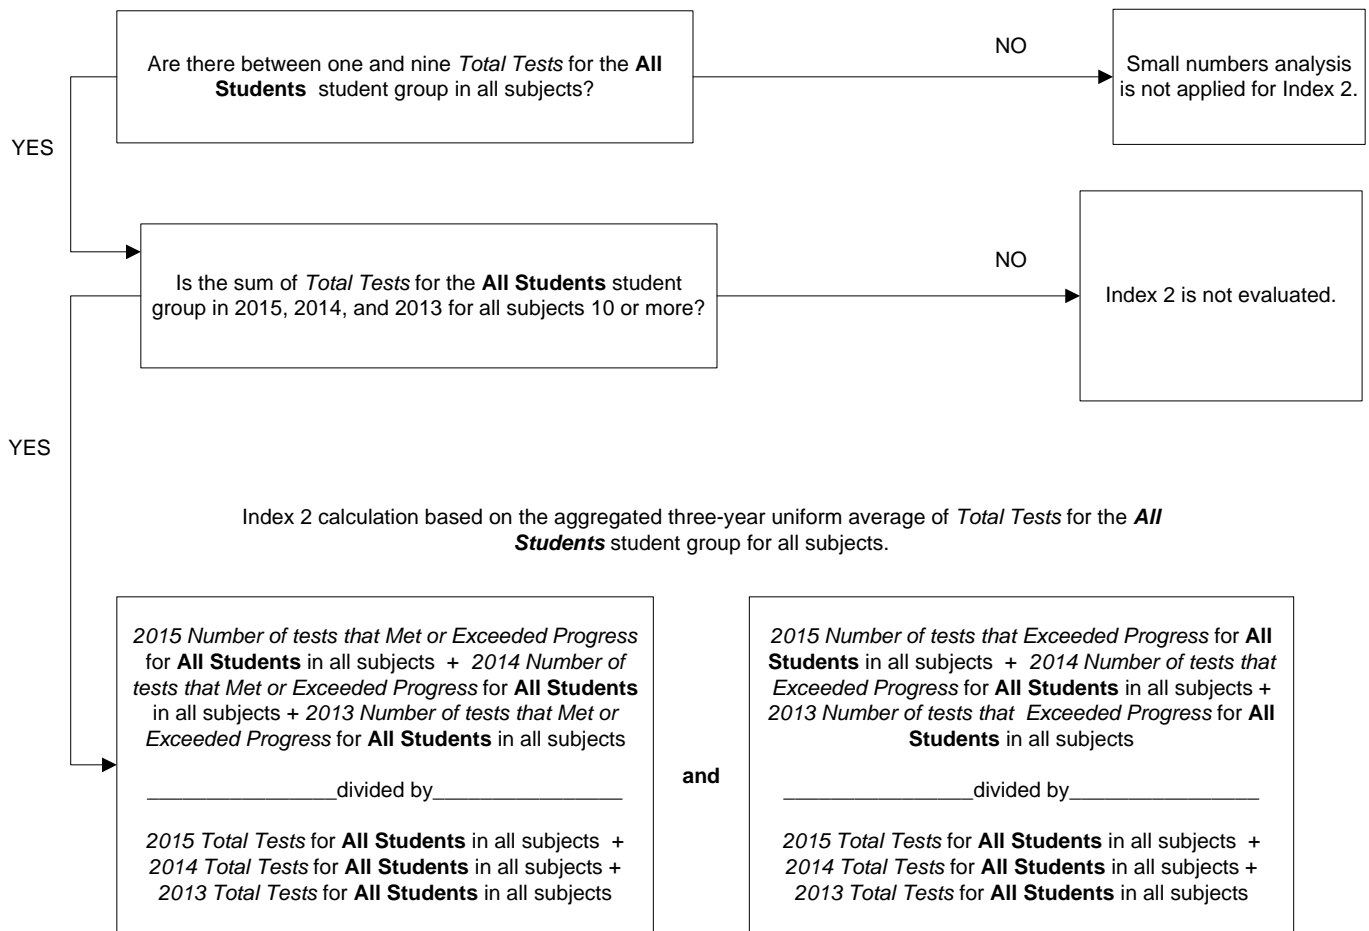 Are there between one and nine Total Tests for the All
Students student group in all subjects?
NO
Small numbers analysis
is not applied for Index 2.
YES
Is the sum of Total Tests for the All Students student
group in 2015, 2014, and 2013 for all subjects 10 or more?
NO
Index 2 is not evaluated.
YES
Index 2 calculation based on the aggregated three-year uniform average of Total Tests for the All
Students student group for all subjects.
2015 Number of tests that Met or Exceeded Progress
for All Students in all subjects + 2014 Number of
tests that Met or Exceeded Progress for All Students
in all subjects + 2013 Number of tests that Met or
Exceeded Progress for All Students in all subjects
_________________divided by_________________
2015 Total Tests for All Students in all subjects +
2014 Total Tests for All Students in all subjects +
2013 Total Tests for All Students in all subjects
and
2015 Number of tests that Exceeded Progress for All
Students in all subjects + 2014 Number of tests that
Exceeded Progress for All Students in all subjects +
2013 Number of tests that Exceeded Progress for All
Students in all subjects
_________________divided by_________________
2015 Total Tests for All Students in all subjects +
2014 Total Tests for All Students in all subjects +
2013 Total Tests for All Students in all subjects